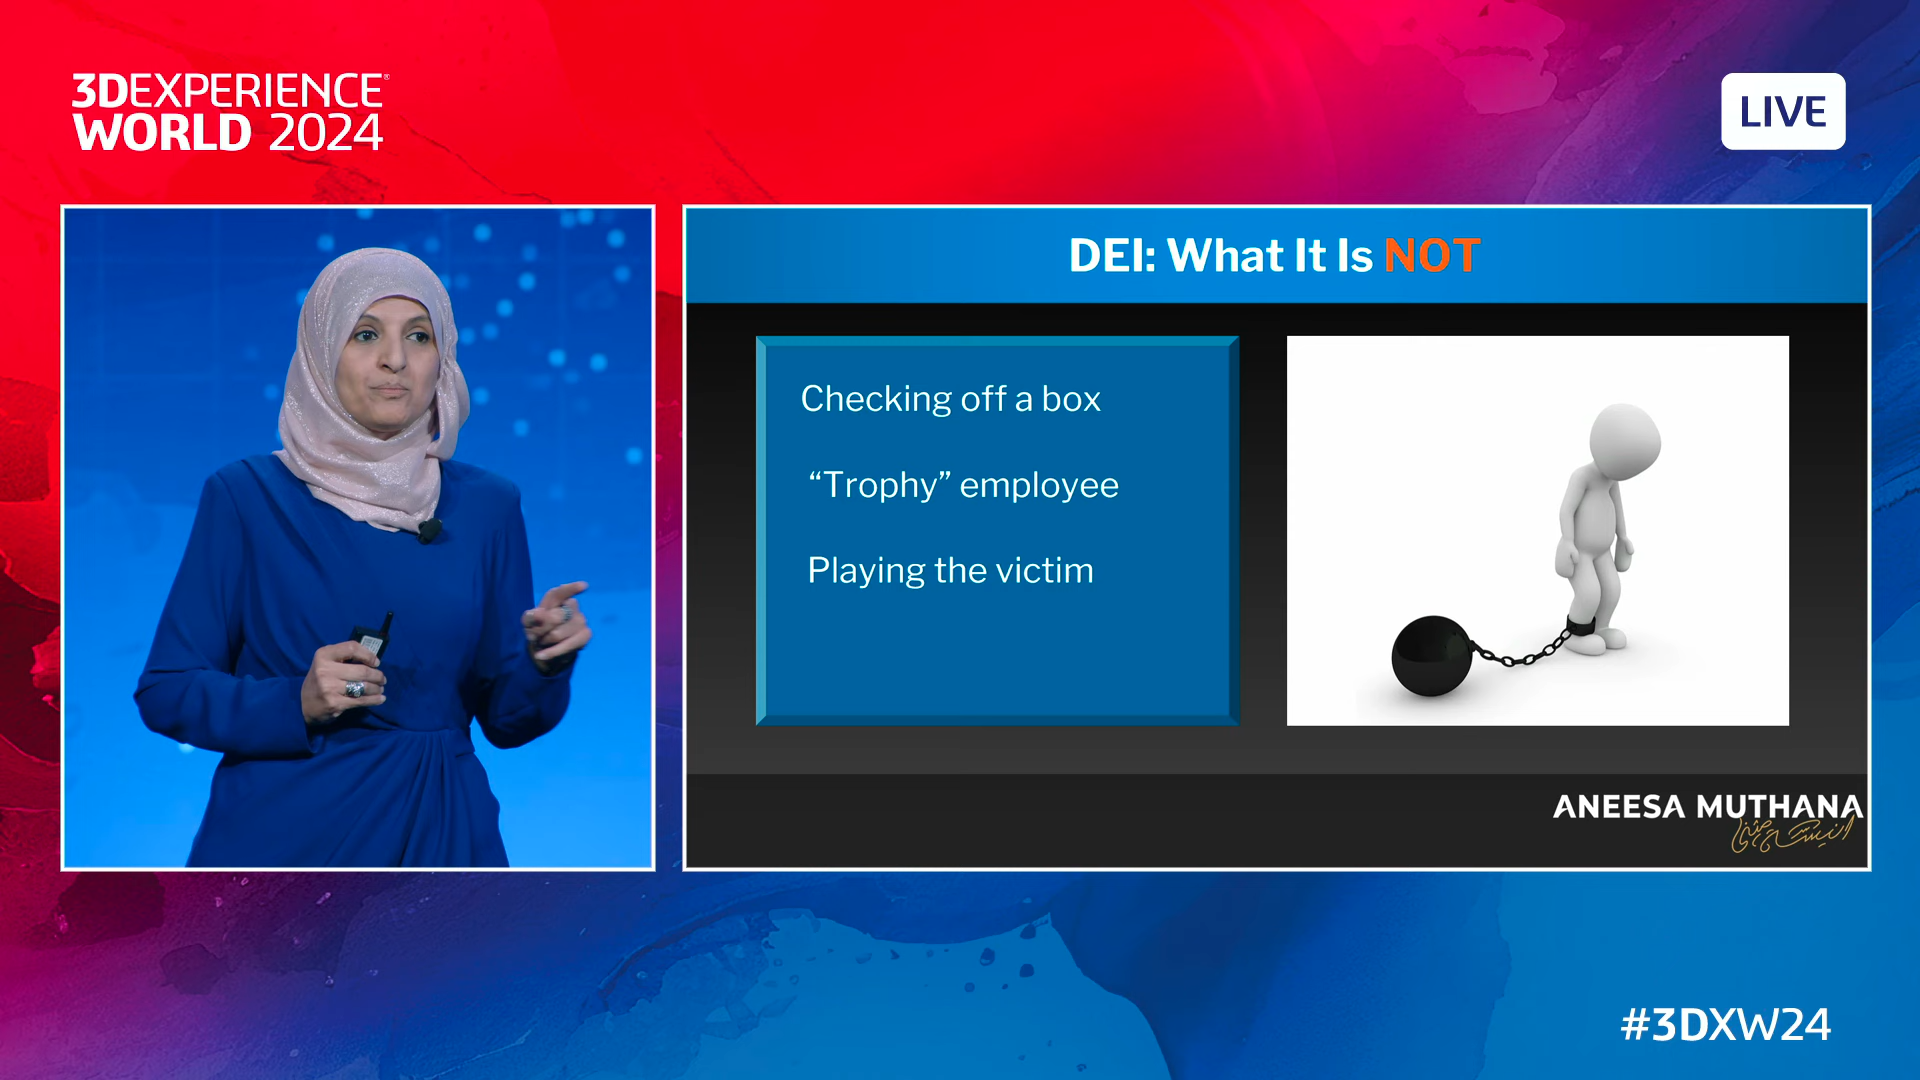 3DEXPERIENCE®
WORLD 2024
LIVE
DEI: What It Is NOT
Checking off a box
“Trophy” employee
Playing the victim
ANEESA MUTHANA
#3DXW24